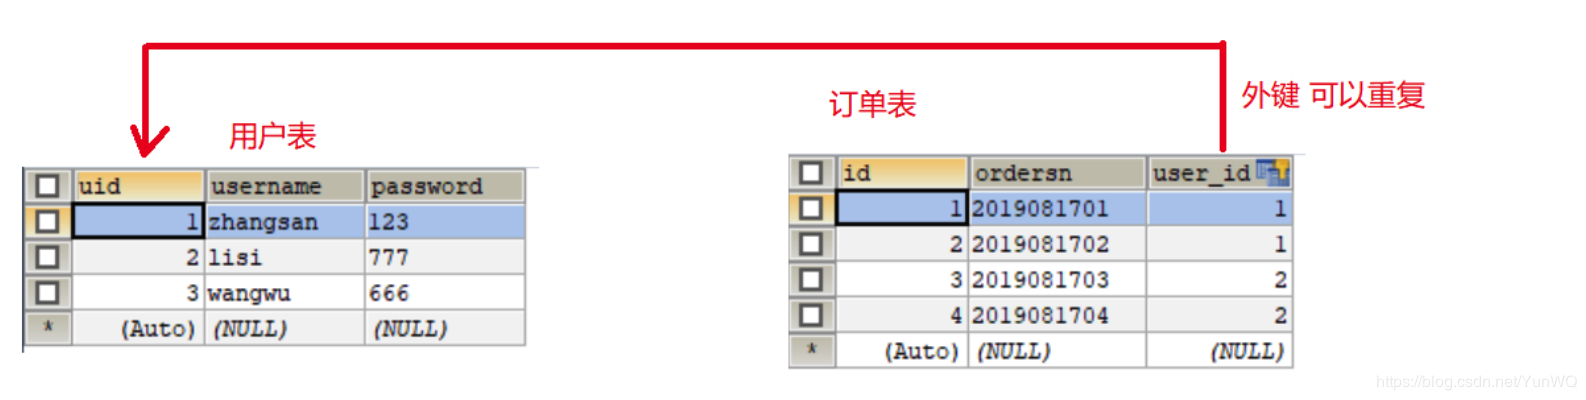 用户表
uid username password
1 zhangsan 123
2 lisi 777
3 wangwu 666
* (Auto) (NULL) (NULL)
订单表
外键 可以重复
id ordersn user_id
1 2019081701 1
2 2019081702 1
3 2019081703 2
4 2019081704 2
* (Auto) (NULL) (NULL)
https://blog.csdn.net/YunWQ